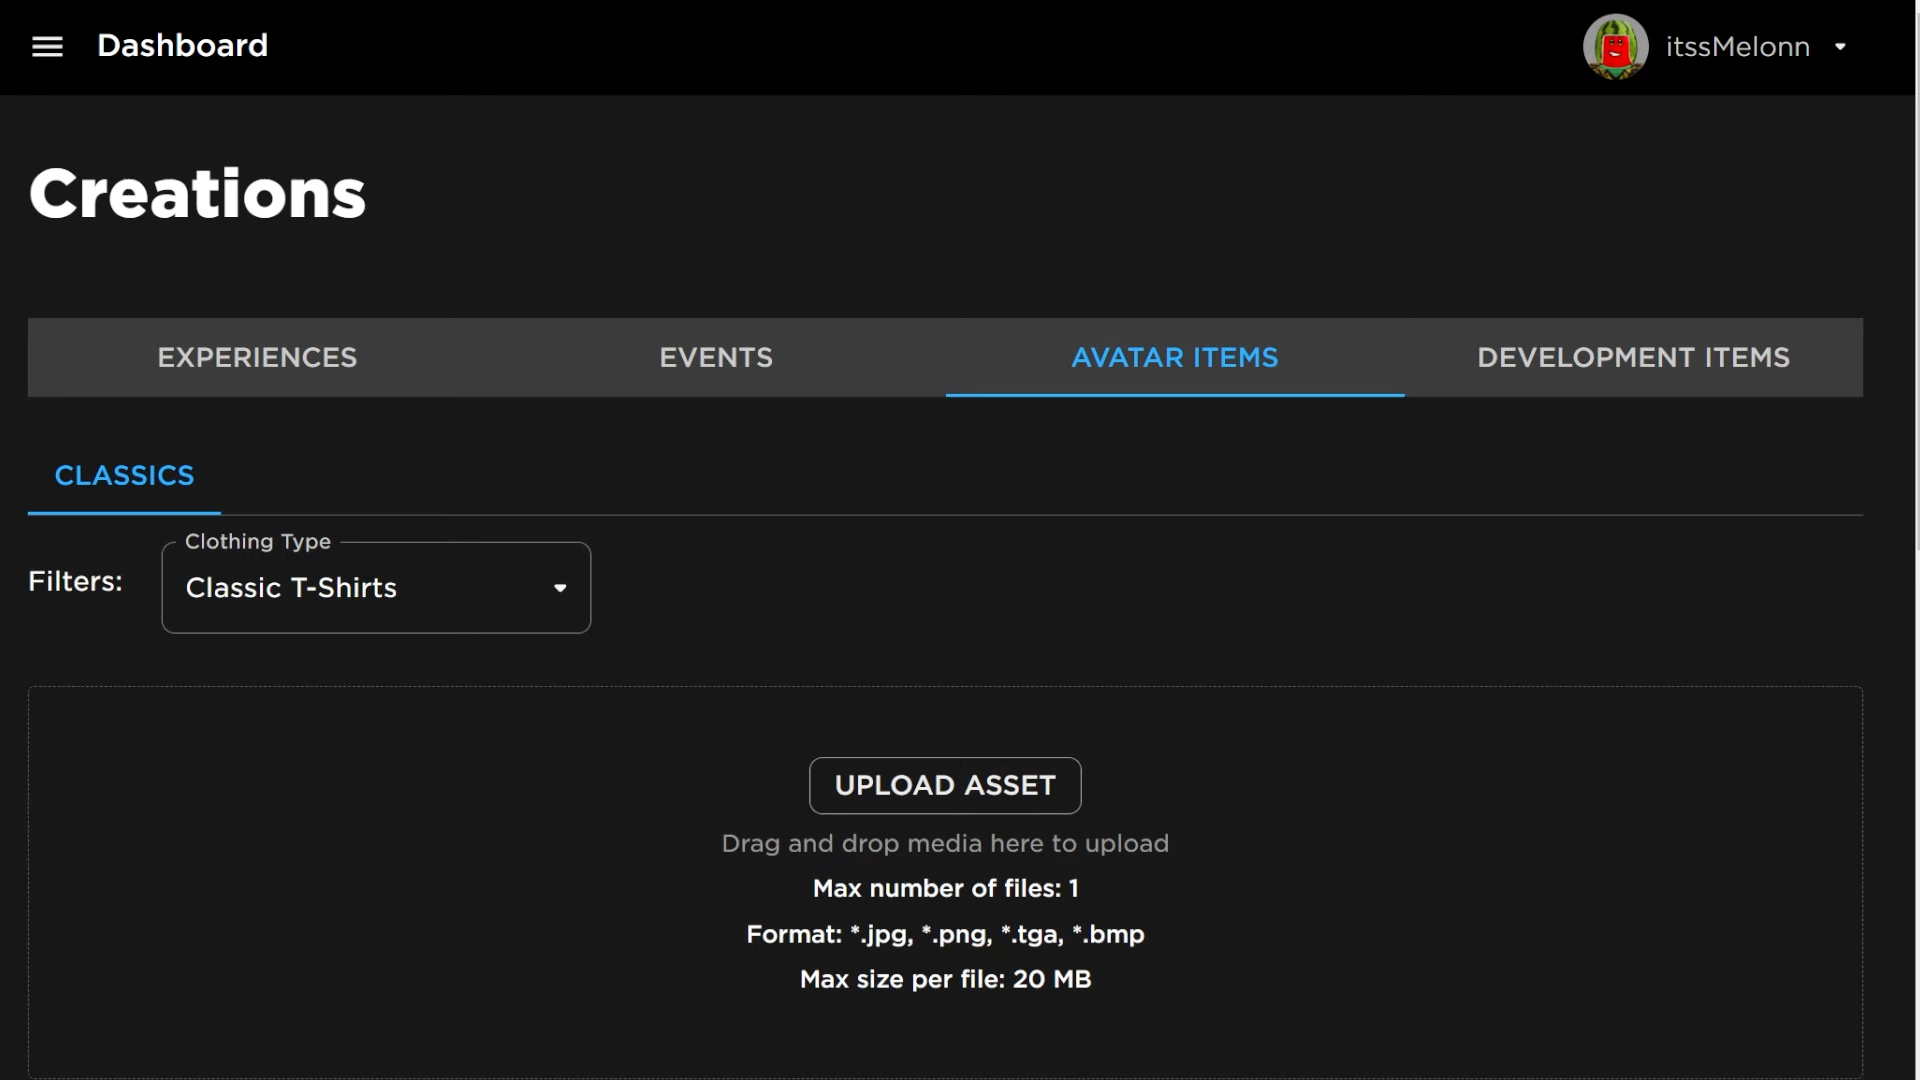 Dashboard
itssMelonn
Creations
EXPERIENCES
EVENTS
AVATAR ITEMS
DEVELOPMENT ITEMS
CLASSICS
Clothing Type
Filters:
Classic T-Shirts
UPLOAD ASSET
Drag and drop media here to upload
Max number of files: 1
Format: *.jpg, *.png, *.tga, *.bmp
Max size per file: 20 MB